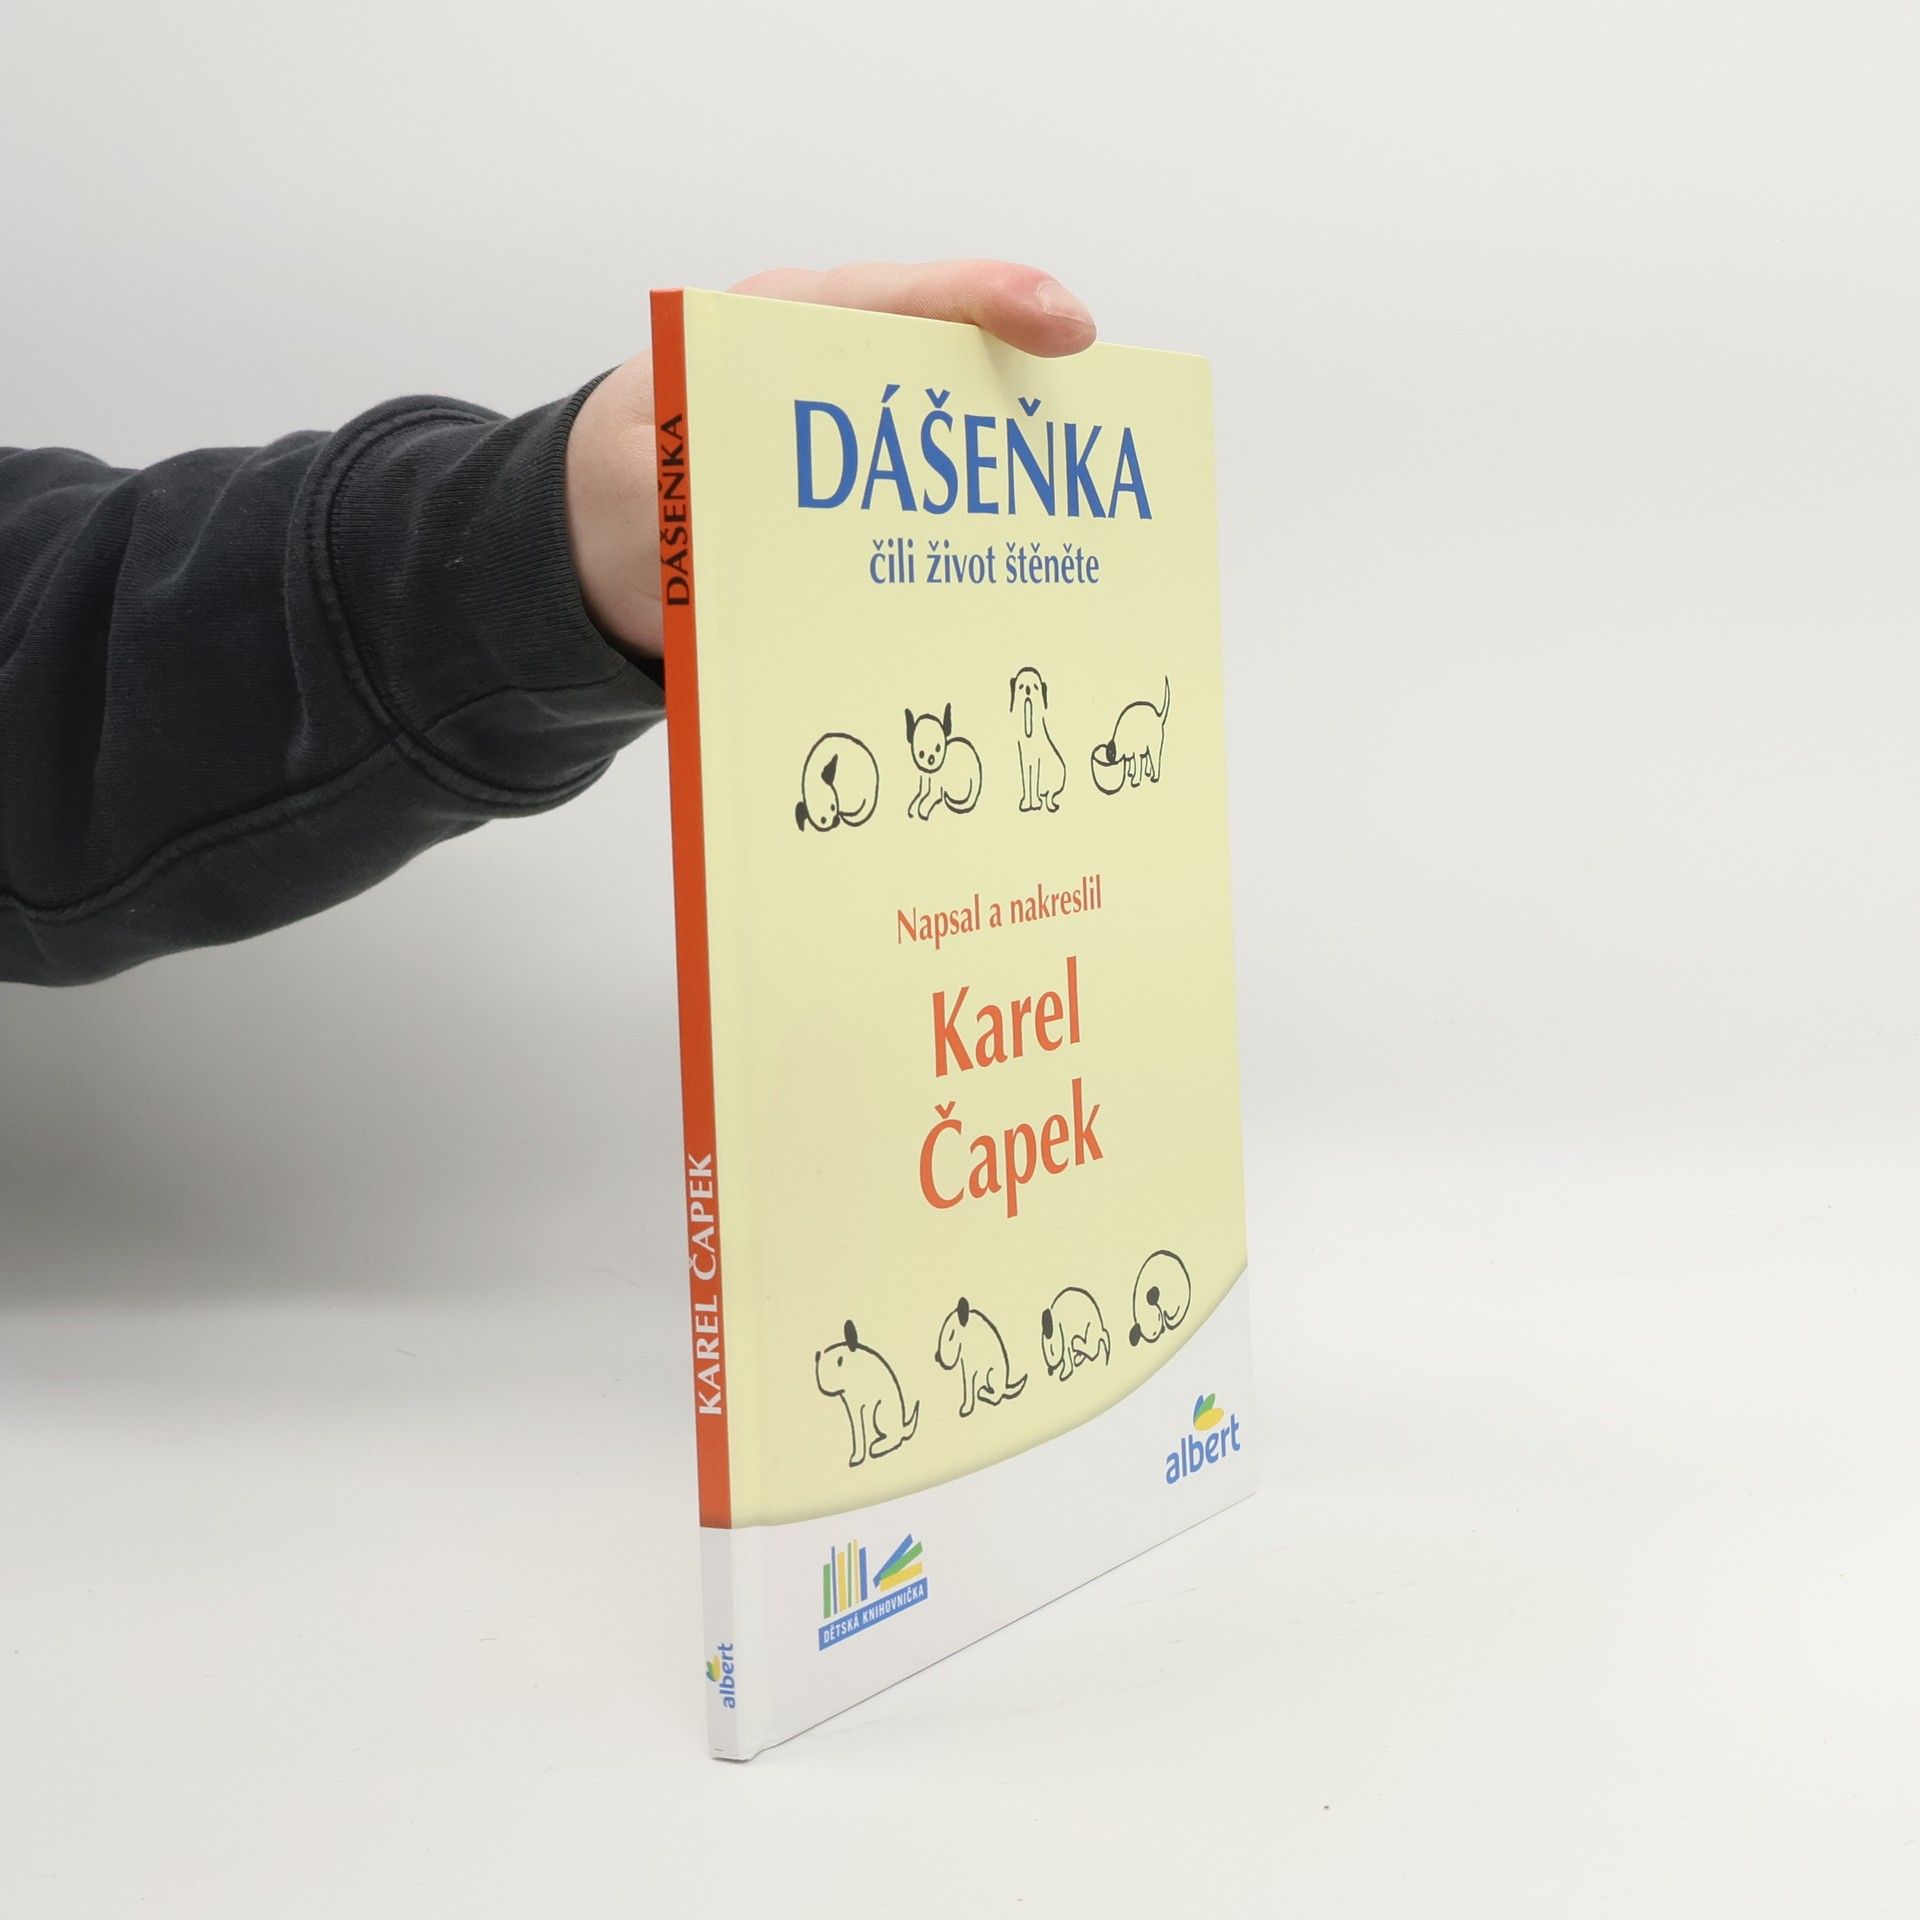 DÁŠEŇKA
čili život štěněte
Napsal a nakreslil
Karel
Čapek
albert
DĚTSKÁ KNIHOVNIČKA
DÁŠEŇKA
KAREL ČAPEK
albert